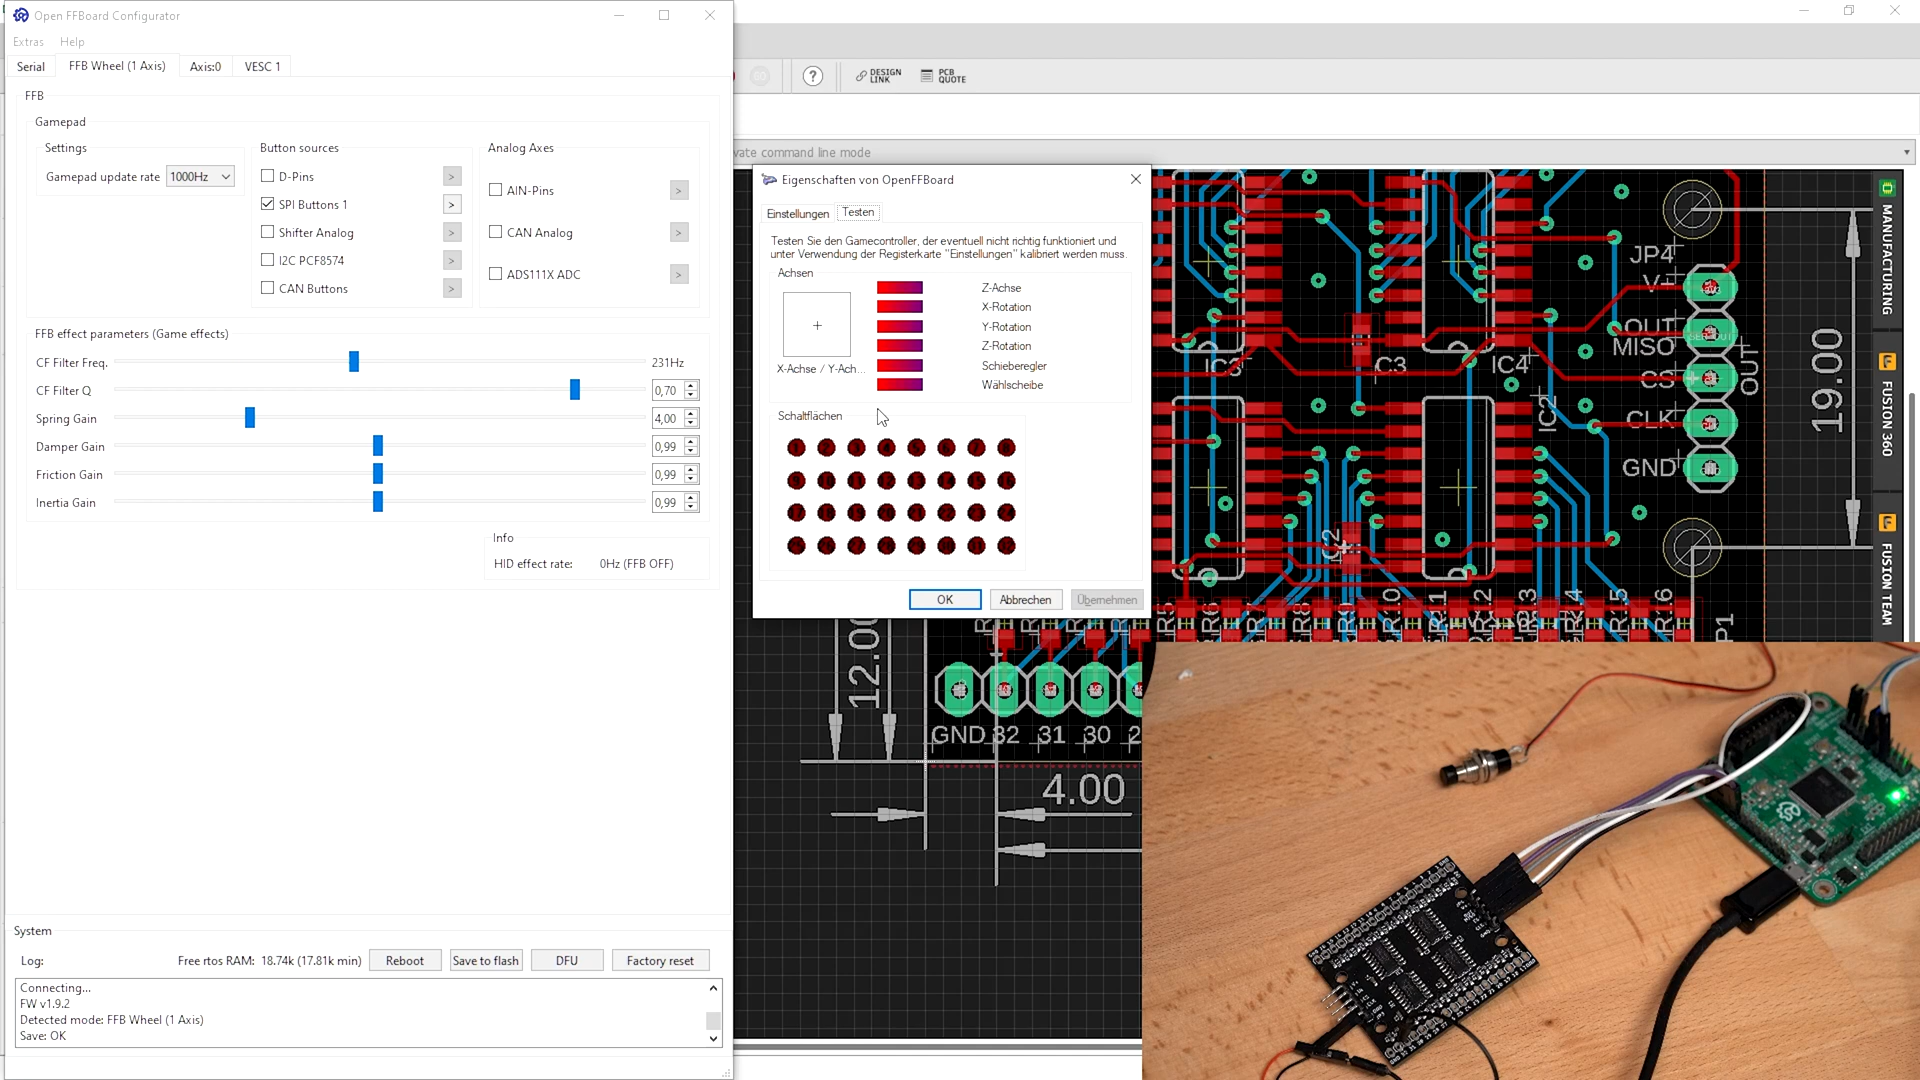 Open FFBoard Configurator
Extras Help
Serial FFB Wheel (1 Axis) Axis:0 VESC 1
FFB
Gamepad
Settings
Gamepad update rate 1000Hz
Button sources
D-Pins >
SPI Buttons 1 >
Shifter Analog >
I2C PCF8574 >
CAN Buttons >
Analog Axes
AIN-Pins >
CAN Analog >
ADS111X ADC >
FFB effect parameters (Game effects)
CF Filter Freq. 231Hz
CF Filter Q 0,70
Spring Gain 4,00
Damper Gain 0,99
Friction Gain 0,99
Inertia Gain 0,99
Info
HID effect rate: 0Hz (FFB OFF)
System
Log: Free rtos RAM: 18.74k (17.81k min) Reboot Save to flash DFU Factory reset
Connecting...
FW v1.9.2
Detected mode: FFB Wheel (1 Axis)
Save: OK
? DESIGN LINK PCB QUOTE
vate command line mode
Eigenschaften von OpenFFBoard
Einstellungen Testen
Testen Sie den Gamecontroller, der eventuell nicht richtig funktioniert und
unter Verwendung der Registerkarte "Einstellungen" kalibriert werden muss.
Achsen
X-Achse / Y-Ach...
Z-Achse
X-Rotation
Y-Rotation
Z-Rotation
Schieberegler
Wählscheibe
Schaltflächen
OK Abbrechen Übernehmen
JP4
V+
OUT
MISO
CS
CLK
GND
OUT
19.00
IC3
C3
IC4
IC2
C2
R10
12.00
GND 32 31 30 2
4.00
MANUFACTURING
FUSION 360
FUSION TEAM